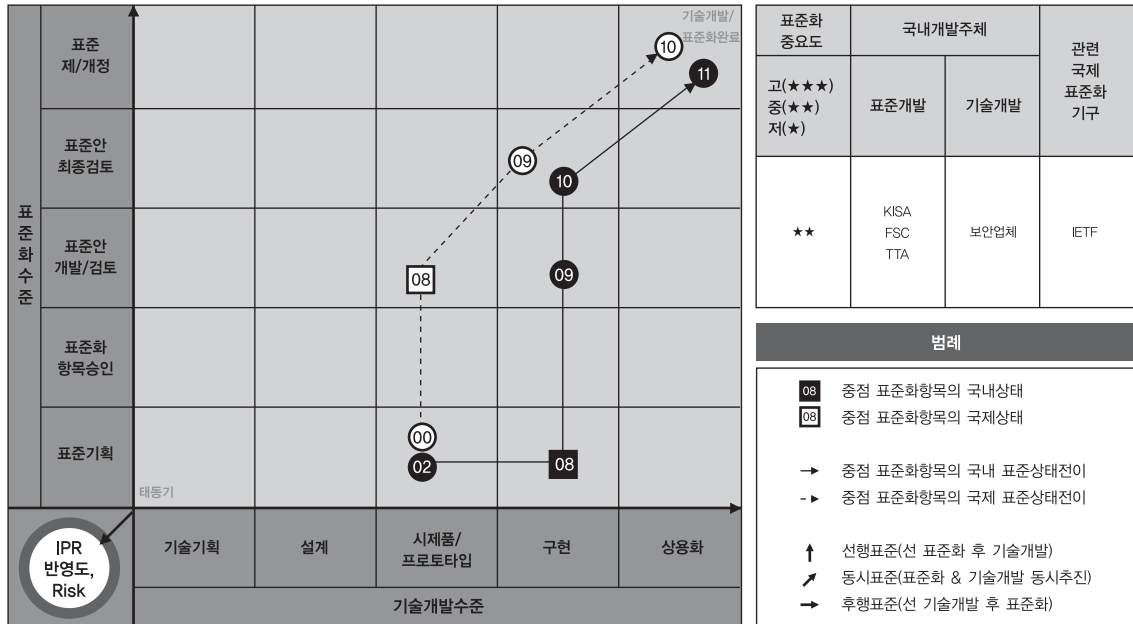 표준화수준
표준
제/개정
표준안
최종검토
표준안
개발/검토
표준화
항목승인
표준기획
기술개발/
표준화완료
10
11
09
10
08
09
00
02
08
태동기
IPR
반영도,
Risk
기술기획
설계
시제품/
프로토타입
구현
상용화
기술개발수준
표준화
중요도
국내개발주체
관련
국제
표준화
기구
고(★★★)
중(★★)
저(★)
표준개발
기술개발
★★
KISA
FSC
TTA
보안업체
IETF
범례
08 중점 표준화항목의 국내상태
08 중점 표준화항목의 국제상태
중점 표준화항목의 국내 표준상태전이
중점 표준화항목의 국제 표준상태전이
선행표준(선 표준화 후 기술개발)
동시표준(표준화 & 기술개발 동시추진)
후행표준(선 기술개발 후 표준화)